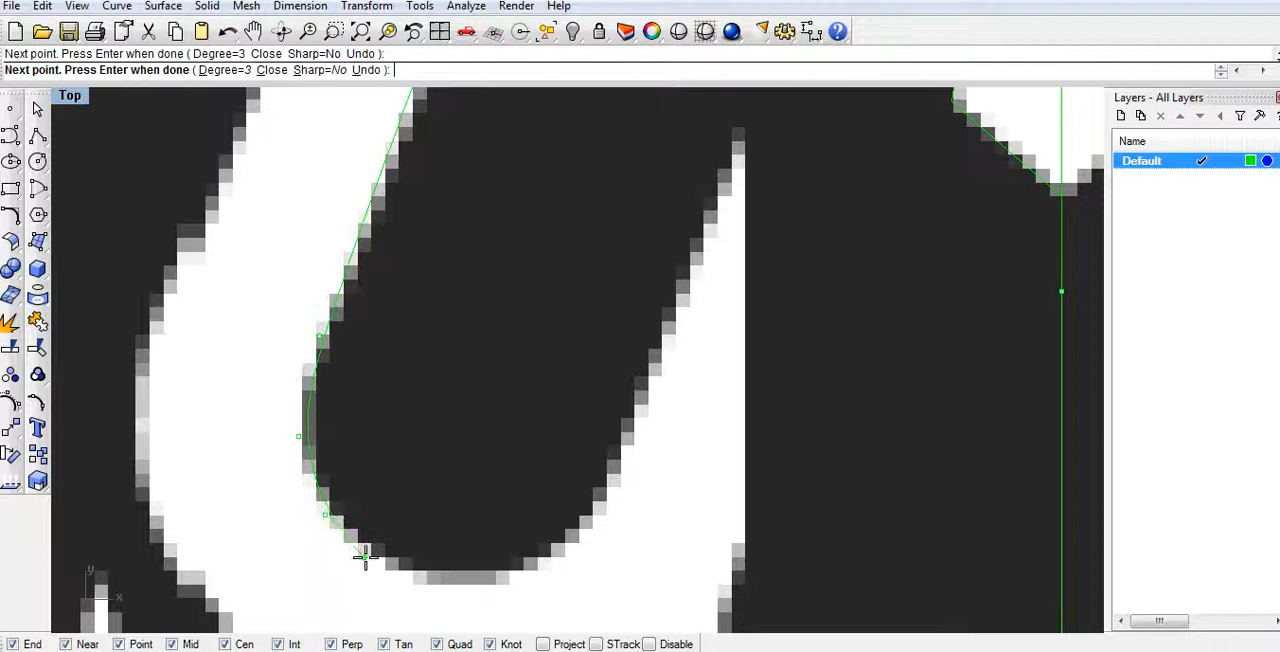 File Edit View Curve Surface Solid Mesh Dimension Transform Tools Analyze Render Help
Next point. Press Enter when done ( Degree=3 Close Sharp=No Undo ):
Next point. Press Enter when done ( Degree=3 Close Sharp=No Undo ):
Top
Layers - All Layers
Name
Default
y
x
End Near Point Mid Cen Int Perp Tan Quad Knot Project STrack Disable